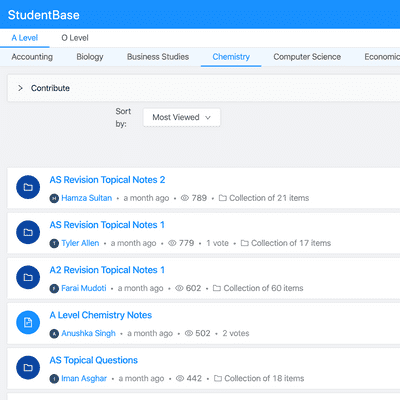 StudentBase
A Level O Level
Accounting Biology Business Studies Chemistry Computer Science Economic
Contribute
Sort by: Most Viewed
AS Revision Topical Notes 2
H Hamza Sultan • a month ago • 789 • Collection of 21 items
AS Revision Topical Notes 1
T Tyler Allen • a month ago • 779 • 1 vote • Collection of 17 items
A2 Revision Topical Notes 1
F Farai Mudoti • a month ago • 602 • Collection of 60 items
A Level Chemistry Notes
A Anushka Singh • a month ago • 502 • 2 votes
AS Topical Questions
I Iman Asghar • a month ago • 442 • Collection of 18 items